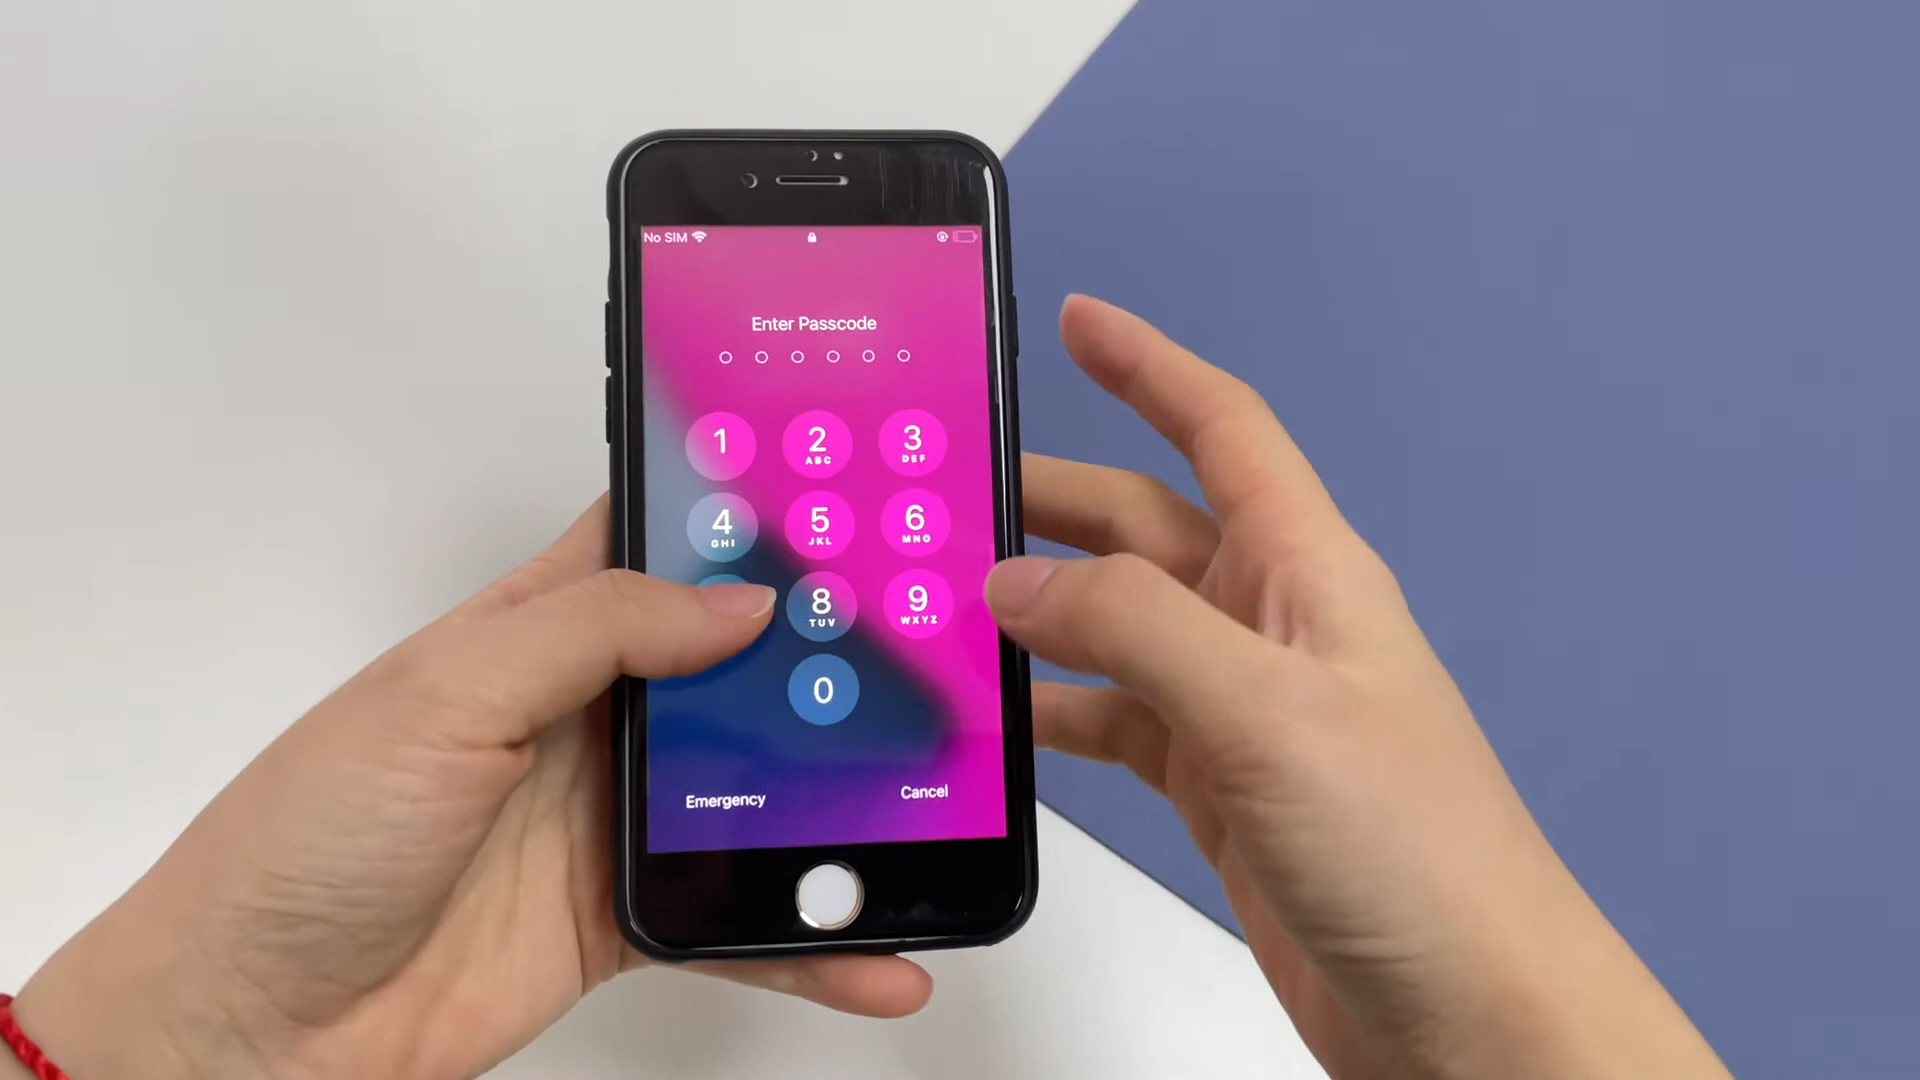 No SIM
Enter Passcode
1 2 3
ABC DEF
4 5 6
GHI JKL MNO
8 9
TUV WXYZ
0
Emergency Cancel